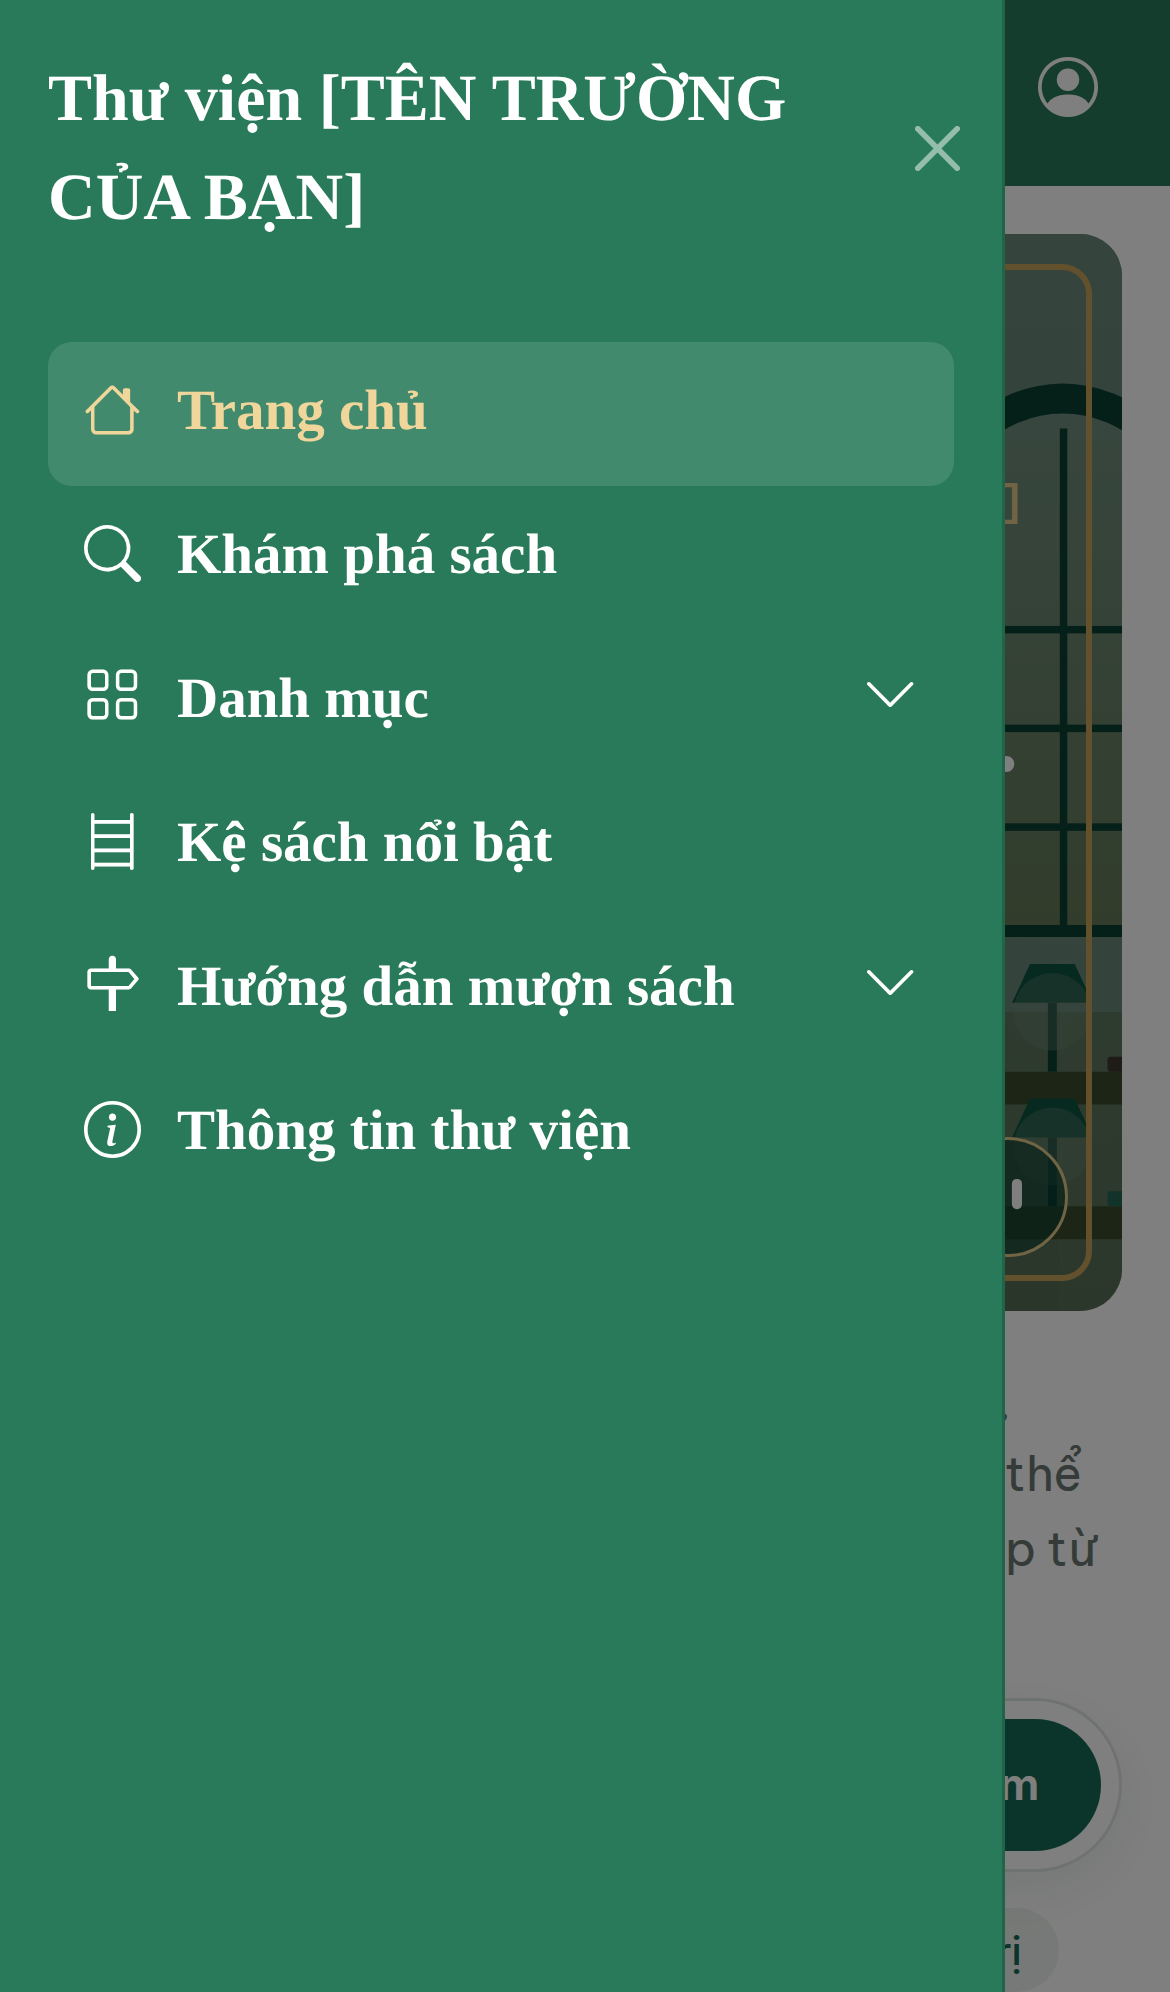 Thư viện [TÊN TRƯỜNG
CỦA BẠN]
Trang chủ
Khám phá sách
Danh mục
Kệ sách nổi bật
Hướng dẫn mượn sách
Thông tin thư viện
thể
từ